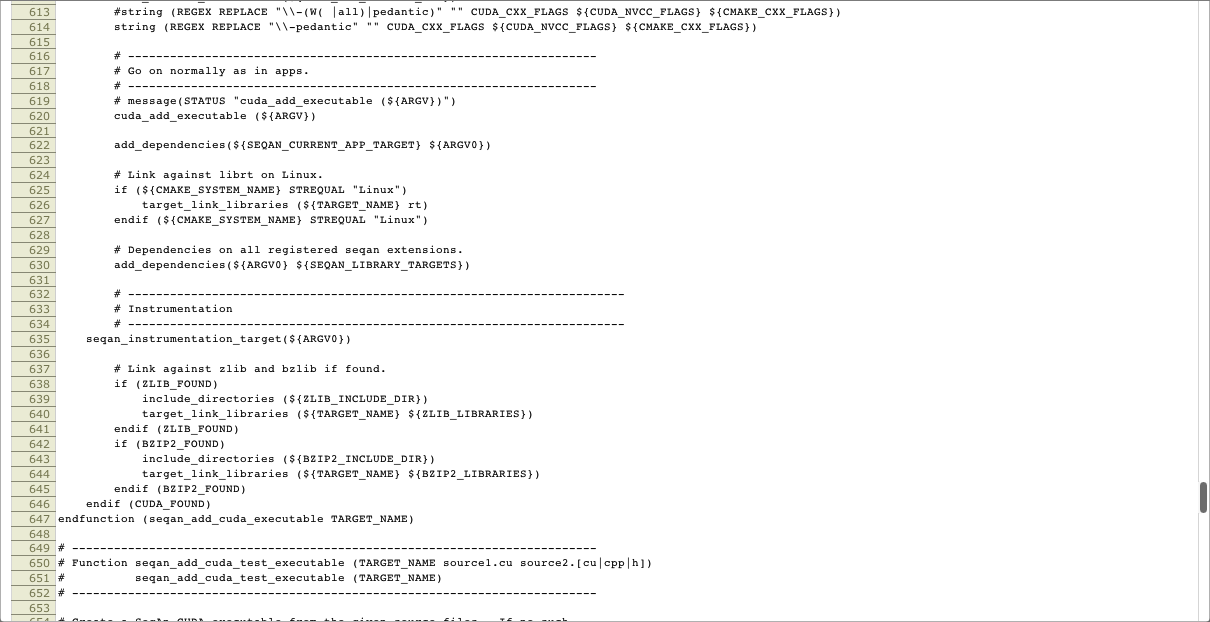 613 #string (REGEX REPLACE "\\-(W( |all)|pedantic)" "" CUDA_CXX_FLAGS ${CUDA_NVCC_FLAGS} ${CMAKE_CXX_FLAGS})
614 string (REGEX REPLACE "\\-pedantic" "" CUDA_CXX_FLAGS ${CUDA_NVCC_FLAGS} ${CMAKE_CXX_FLAGS})
615
616 # -------------------------------------------------------------------
617 # Go on normally as in apps.
618 # -------------------------------------------------------------------
619 # message(STATUS "cuda_add_executable (${ARGV})")
620 cuda_add_executable (${ARGV})
621
622 add_dependencies(${SEQAN_CURRENT_APP_TARGET} ${ARGV0})
623
624 # Link against librt on Linux.
625 if (${CMAKE_SYSTEM_NAME} STREQUAL "Linux")
626 target_link_libraries (${TARGET_NAME} rt)
627 endif (${CMAKE_SYSTEM_NAME} STREQUAL "Linux")
628
629 # Dependencies on all registered seqan extensions.
630 add_dependencies(${ARGV0} ${SEQAN_LIBRARY_TARGETS})
631
632 # -----------------------------------------------------------------------
633 # Instrumentation
634 # -----------------------------------------------------------------------
635 seqan_instrumentation_target(${ARGV0})
636
637 # Link against zlib and bzlib if found.
638 if (ZLIB_FOUND)
639 include_directories (${ZLIB_INCLUDE_DIR})
640 target_link_libraries (${TARGET_NAME} ${ZLIB_LIBRARIES})
641 endif (ZLIB_FOUND)
642 if (BZIP2_FOUND)
643 include_directories (${BZIP2_INCLUDE_DIR})
644 target_link_libraries (${TARGET_NAME} ${BZIP2_LIBRARIES})
645 endif (BZIP2_FOUND)
646 endif (CUDA_FOUND)
647 endfunction (seqan_add_cuda_executable TARGET_NAME)
648
649 # ---------------------------------------------------------------------------
650 # Function seqan_add_cuda_test_executable (TARGET_NAME source1.cu source2.[cu|cpp|h])
651 # seqan_add_cuda_test_executable (TARGET_NAME)
652 # ---------------------------------------------------------------------------
653